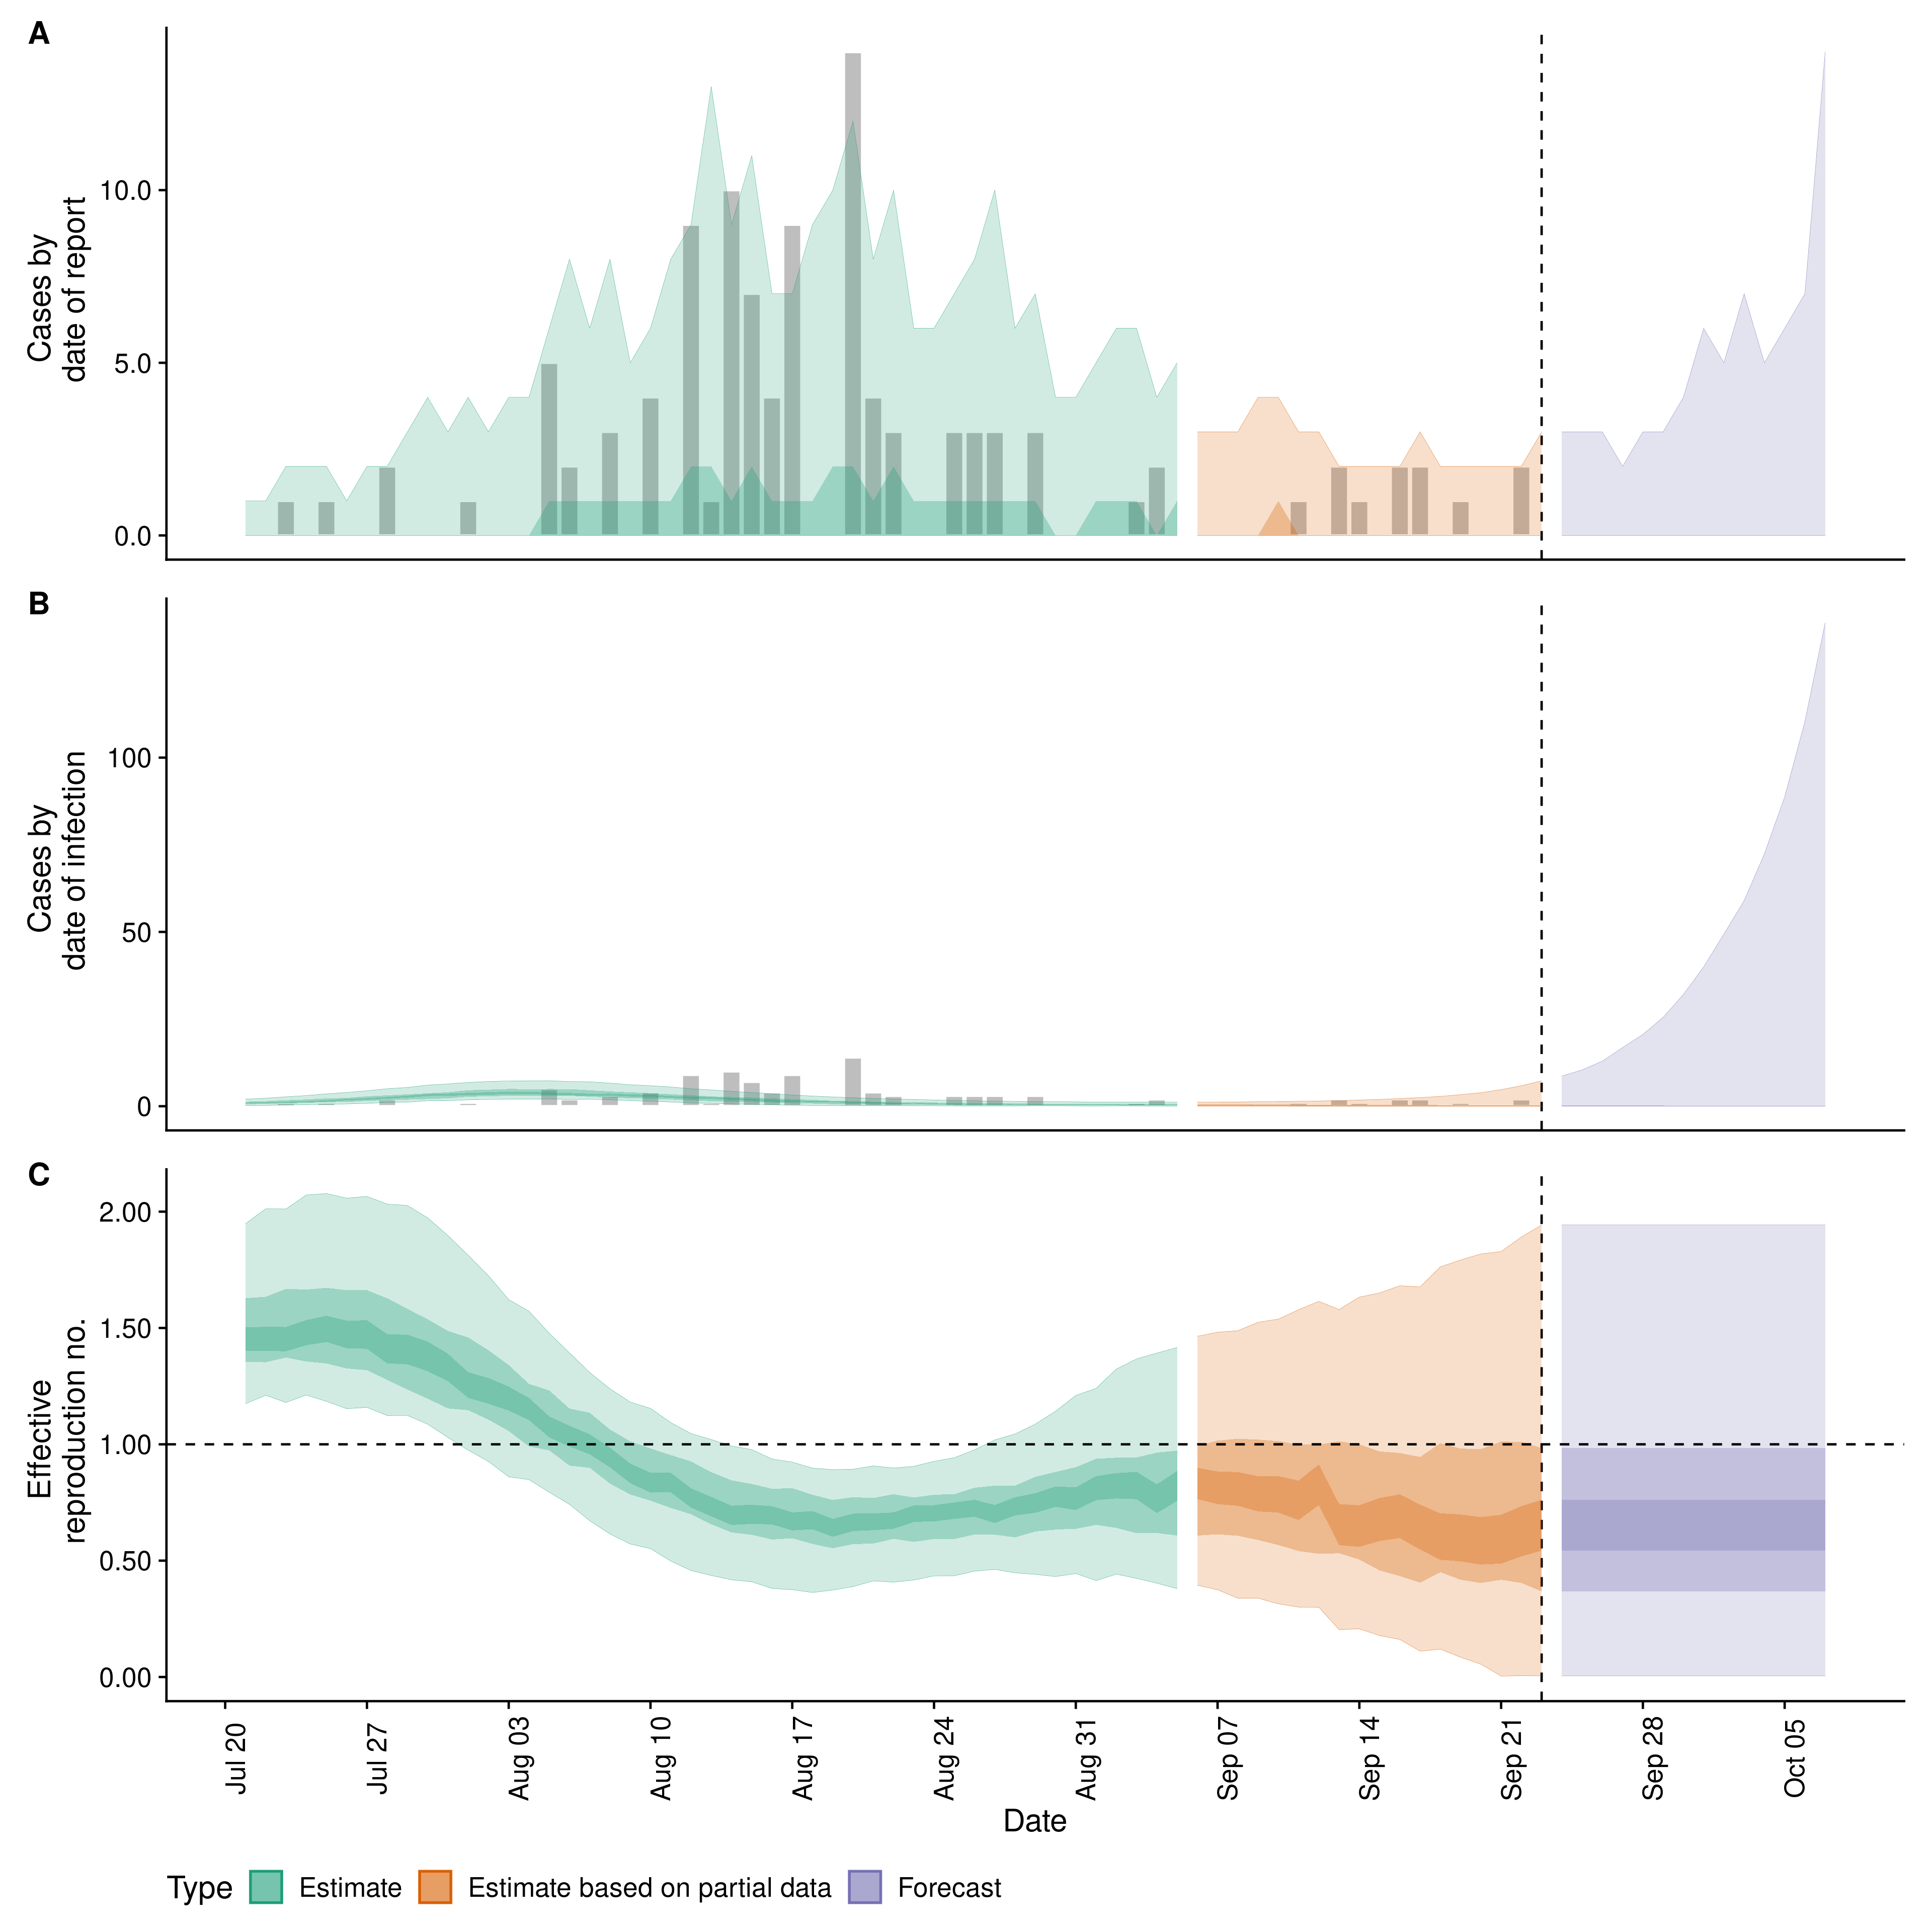 A
Cases by
date of report
10.0
5.0
0.0
B
Cases by
date of infection
100
50
0
C
Effective
reproduction no.
2.00
1.50
1.00
0.50
0.00
Jul 20
Jul 27
Aug 03
Aug 10
Aug 17
Aug 24
Aug 31
Sep 07
Sep 14
Sep 21
Sep 28
Oct 05
Date
Type Estimate Estimate based on partial data Forecast